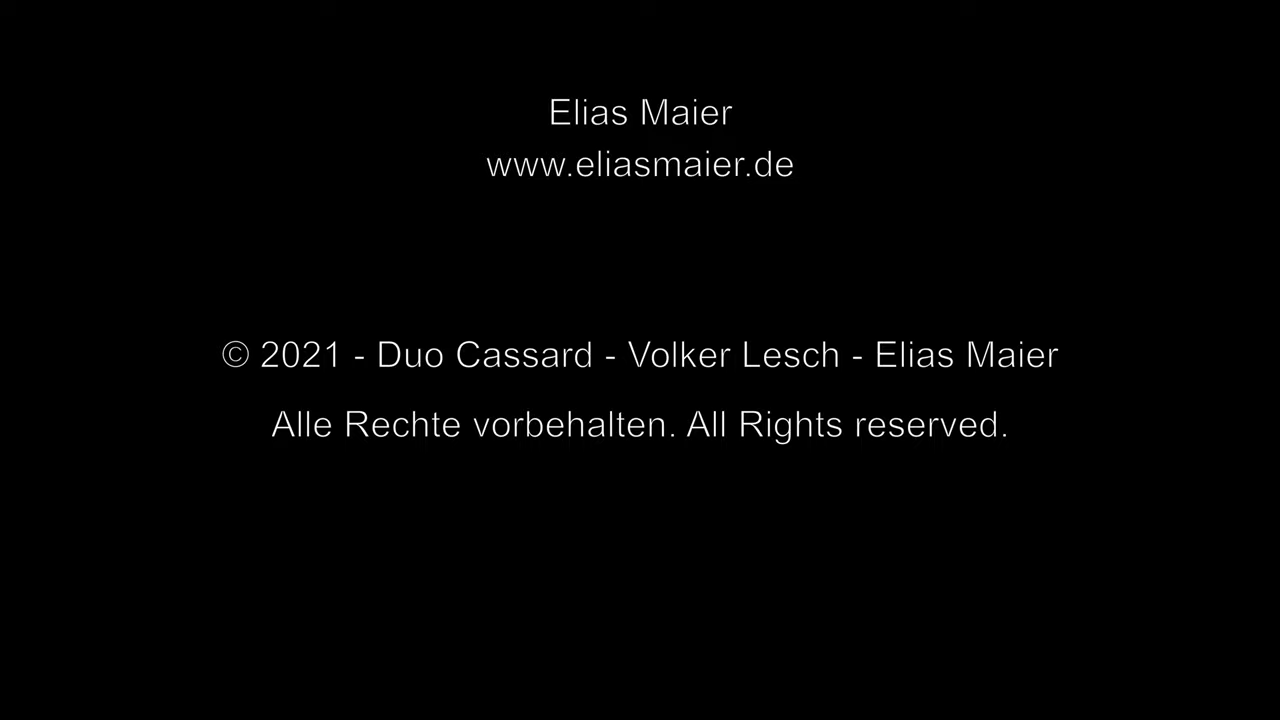 Elias Maier
www.eliasmaier.de
© 2021 - Duo Cassard - Volker Lesch - Elias Maier
Alle Rechte vorbehalten. All Rights reserved.